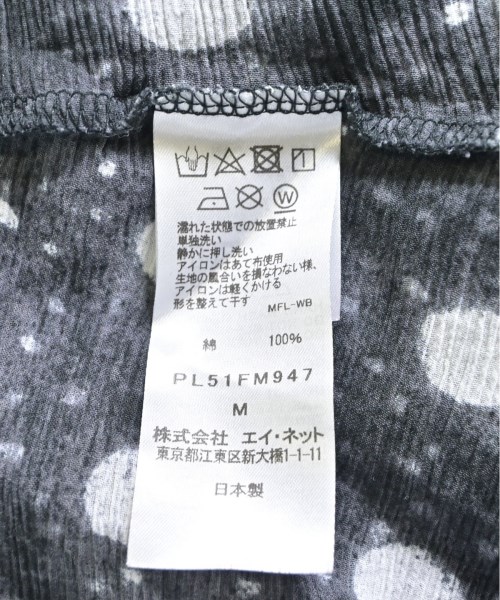 W
濡れた状態での放置禁止
単独洗い
静かに押し洗い
アイロンはあて布使用
生地の風合いを損なわない様、
アイロンは軽くかける
形を整えて干す MFL-WB
綿 100%
PL51FM947
M
株式会社 エイ・ネット
東京都江東区新大橋1-1-11
日本製